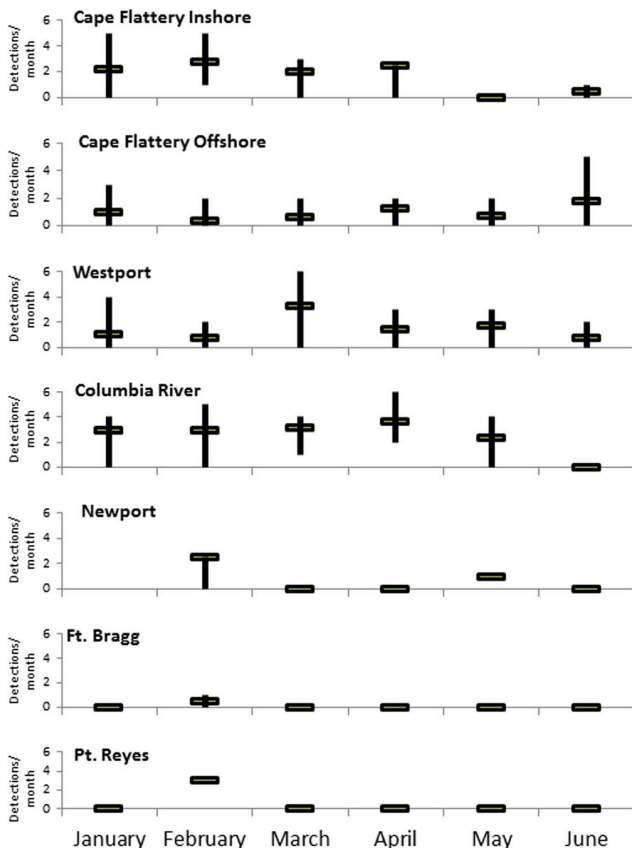 Cape Flattery Inshore
Detections/
month
6
4
2
0
Cape Flattery Offshore
Detections/
month
6
4
2
0
Westport
Detections/
month
6
4
2
0
Columbia River
Detections/
month
6
4
2
0
Newport
Detections/
month
6
4
2
0
Ft. Bragg
Detections/
month
6
4
2
0
Pt. Reyes
Detections/
month
6
4
2
0
January February March April May June